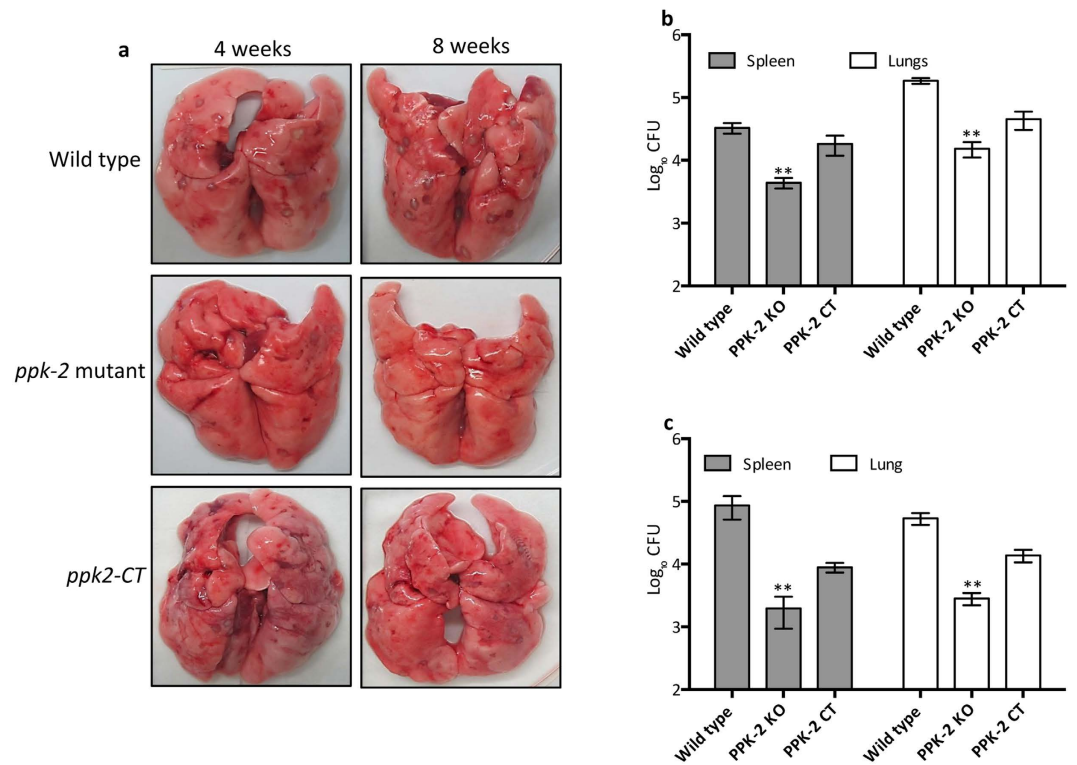 a
4 weeks
8 weeks
Wild type
ppk-2 mutant
ppk2-CT
b
6
5
4
3
2
Log10 CFU
Spleen
Lungs
**
**
Wild type
PPK-2 KO
PPK-2 CT
Wild type
PPK-2 KO
PPK-2 CT
c
6
5
4
3
2
Log10 CFU
Spleen
Lung
**
**
Wild type
PPK-2 KO
PPK-2 CT
Wild type
PPK-2 KO
PPK-2 CT